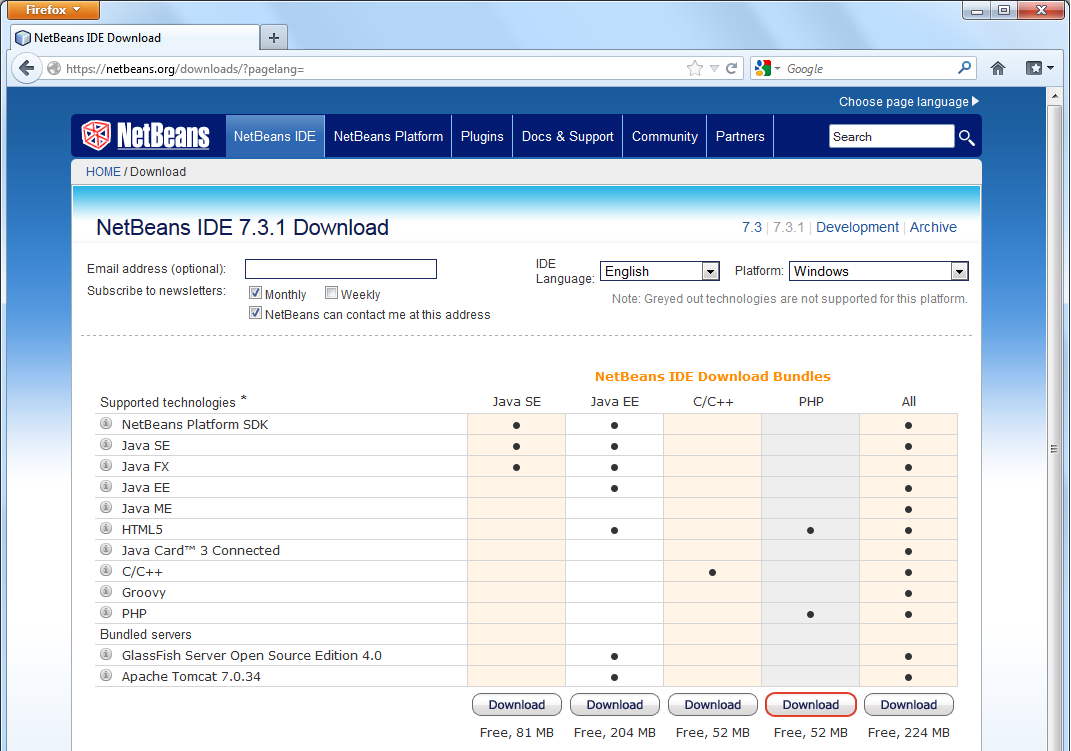 Firefox
NetBeans IDE Download
https://netbeans.org/downloads/?pagelang=
Google
Choose page language
NetBeans
NetBeans IDE
NetBeans Platform
Plugins
Docs & Support
Community
Partners
Search
HOME / Download
NetBeans IDE 7.3.1 Download
7.3 | 7.3.1 | Development | Archive
Email address (optional):
IDE
Language:
English
Platform:
Windows
Subscribe to newsletters:
Monthly
Weekly
Note: Greyed out technologies are not supported for this platform.
NetBeans can contact me at this address
NetBeans IDE Download Bundles
Supported technologies * Java SE Java EE C/C++ PHP All
NetBeans Platform SDK • • •
Java SE • • •
Java FX • • •
Java EE • •
Java ME •
HTML5 • • •
Java Card™ 3 Connected •
C/C++ • •
Groovy •
PHP • •
Bundled servers
GlassFish Server Open Source Edition 4.0 • •
Apache Tomcat 7.0.34 • •
Download Download Download Download Download
Free, 81 MB Free, 204 MB Free, 52 MB Free, 52 MB Free, 224 MB